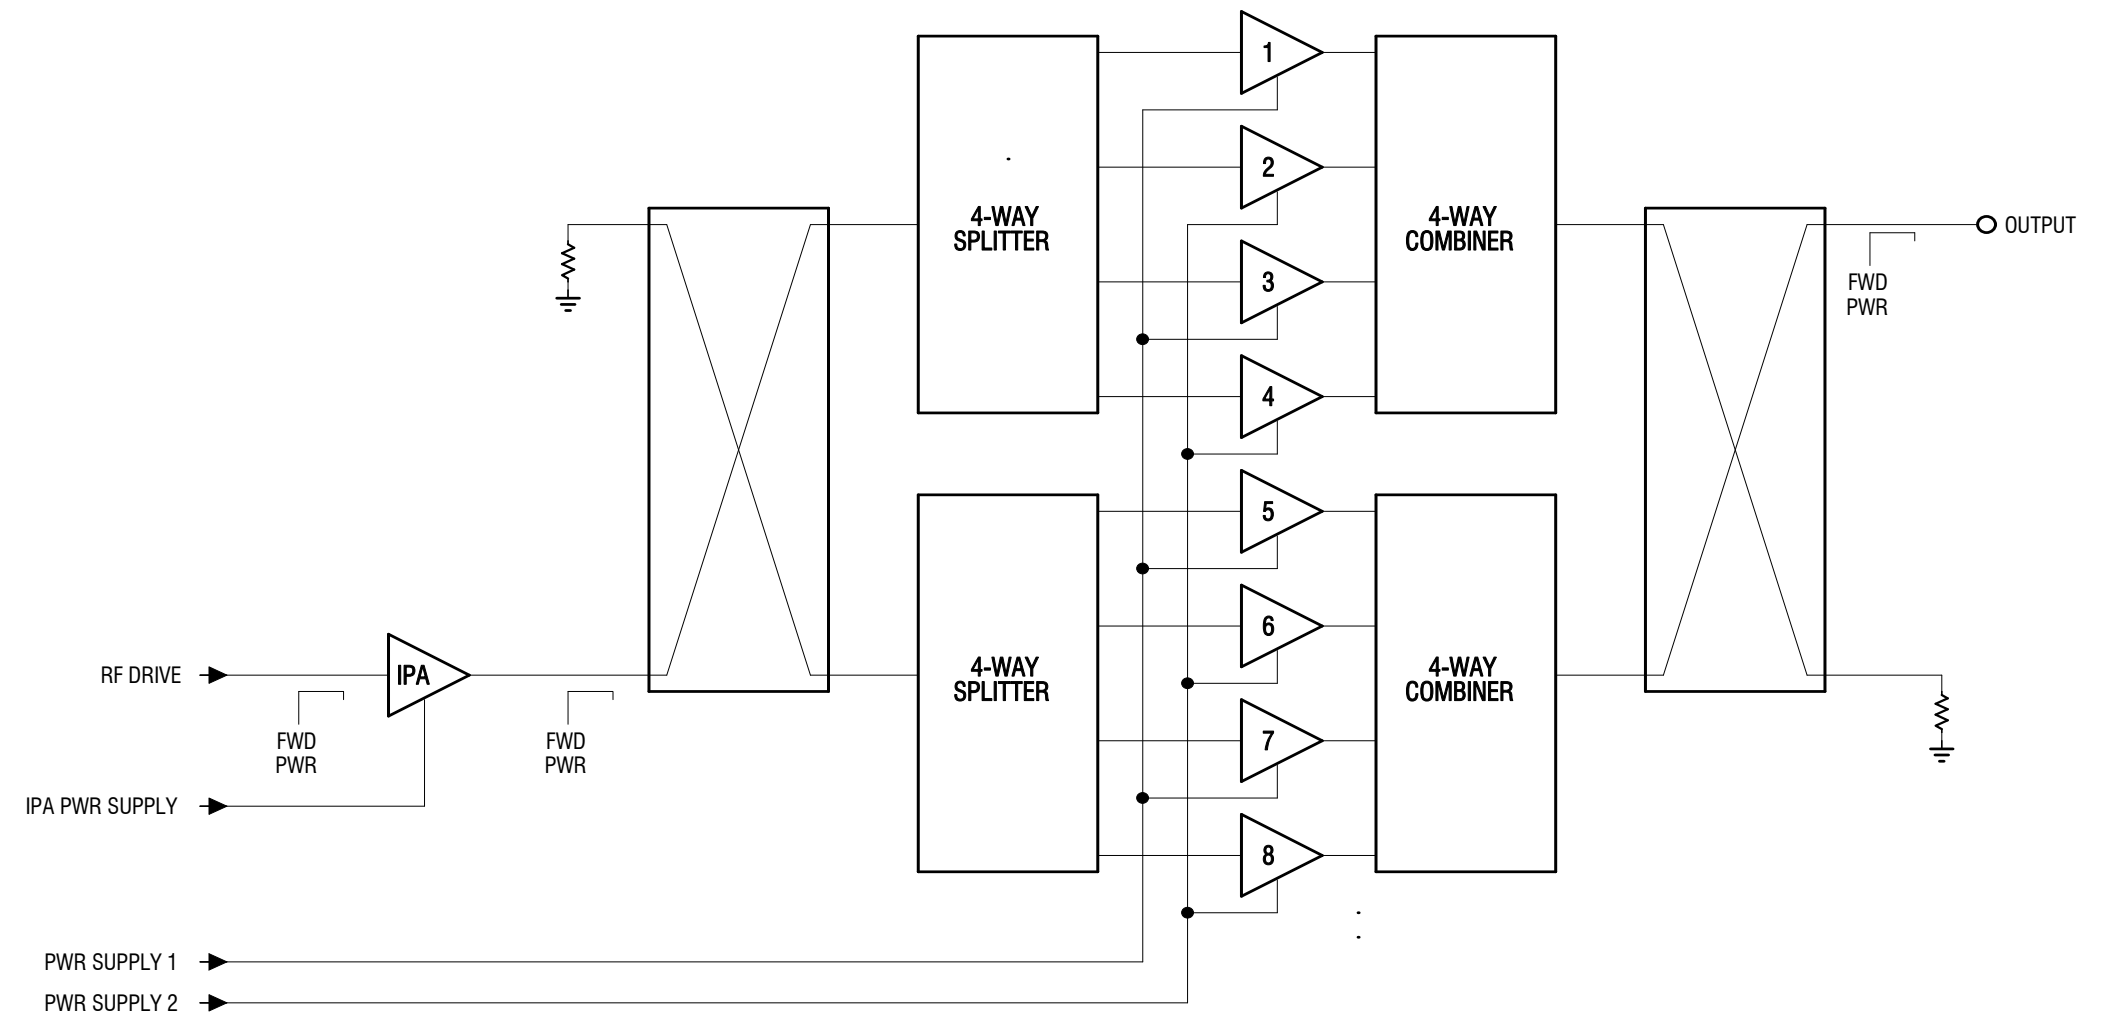 1
2
4-WAY
SPLITTER
4-WAY
COMBINER
OUTPUT
3
FWD
PWR
4
5
6
RF DRIVE
IPA
4-WAY
SPLITTER
4-WAY
COMBINER
FWD
PWR
FWD
PWR
7
IPA PWR SUPPLY
8
PWR SUPPLY 1
PWR SUPPLY 2